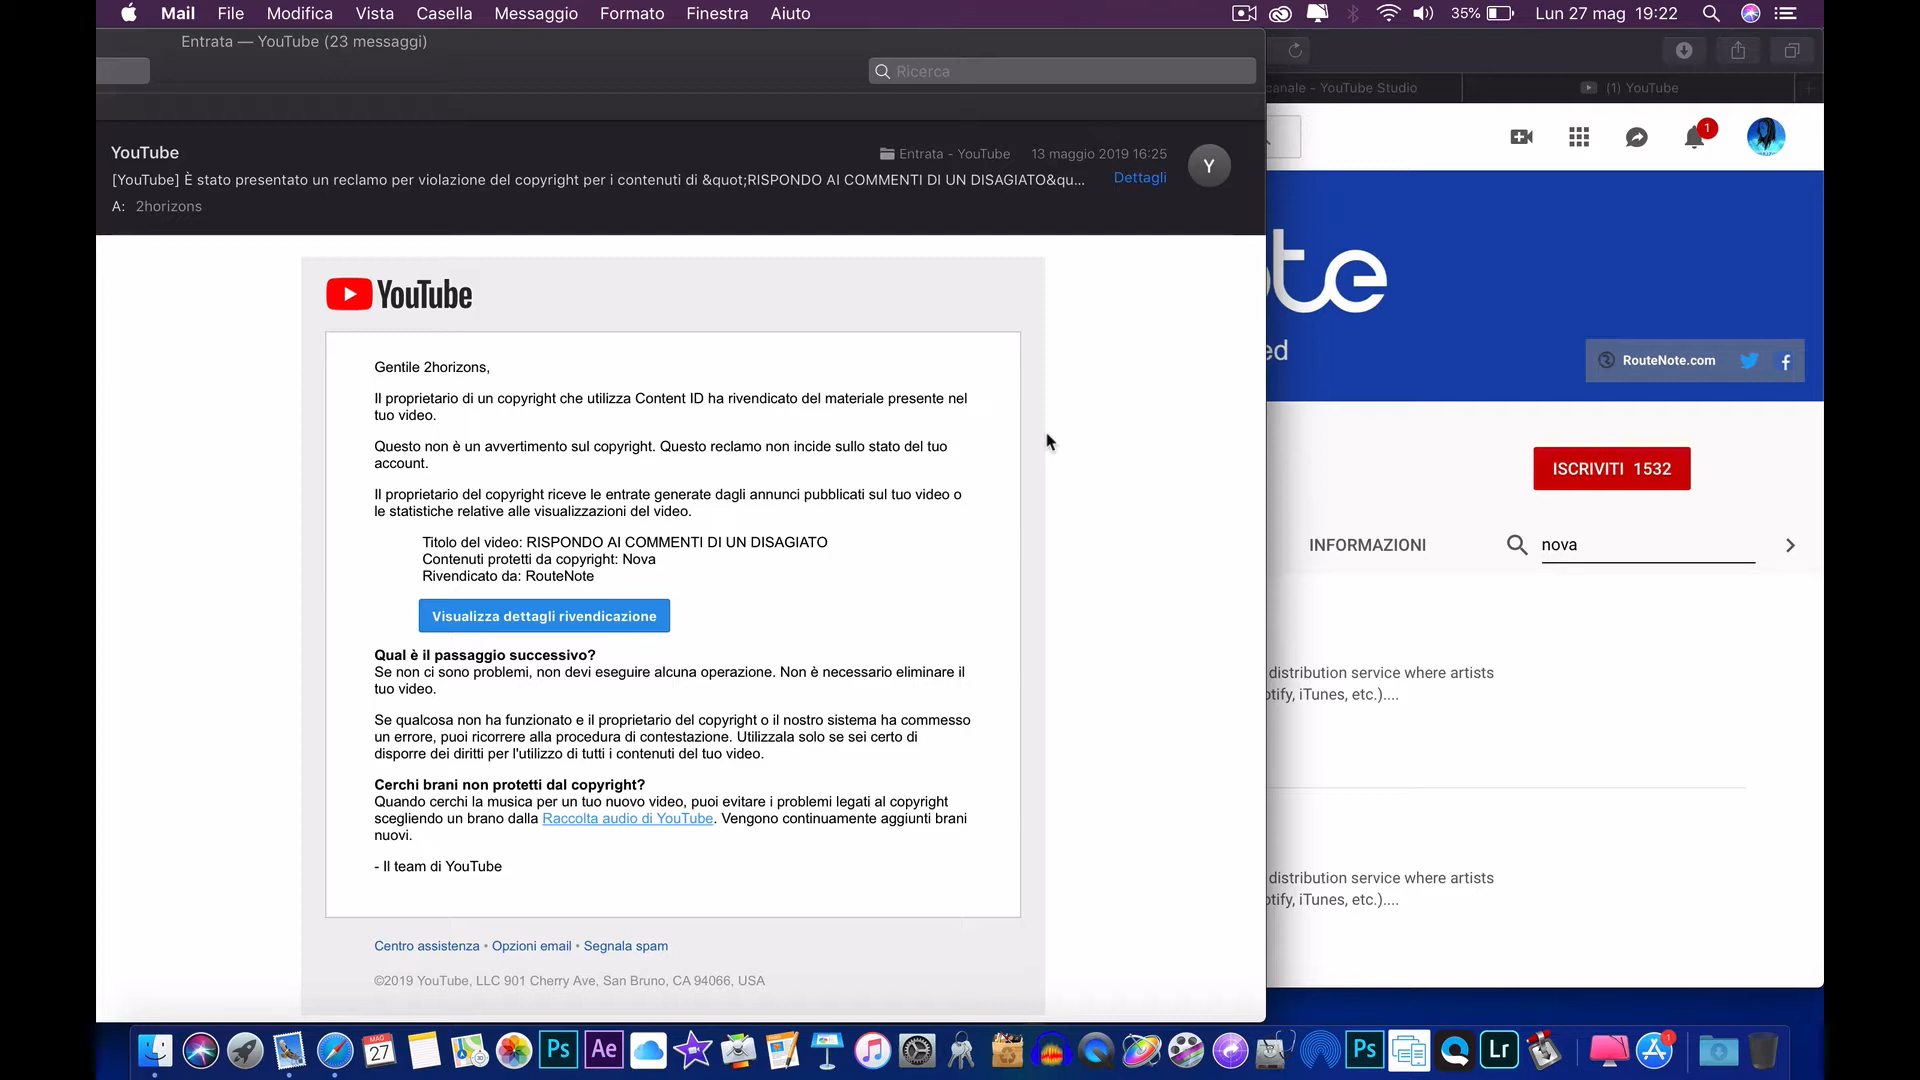 Mail File Modifica Vista Casella Messaggio Formato Finestra Aiuto 35% Lun 27 mag 19:22
Entrata — YouTube (23 messaggi)
Ricerca
canale - YouTube Studio
(1) YouTube
YouTube
Entrata - YouTube 13 maggio 2019 16:25
Y
1
[YouTube] È stato presentato un reclamo per violazione del copyright per i contenuti di &quot;RISPONDO AI COMMENTI DI UN DISAGIATO&qu... Dettagli
A: 2horizons
YouTube
Gentile 2horizons,
Il proprietario di un copyright che utilizza Content ID ha rivendicato del materiale presente nel
tuo video.
Questo non è un avvertimento sul copyright. Questo reclamo non incide sullo stato del tuo
account.
Il proprietario del copyright riceve le entrate generate dagli annunci pubblicati sul tuo video o
le statistiche relative alle visualizzazioni del video.
Titolo del video: RISPONDO AI COMMENTI DI UN DISAGIATO
Contenuti protetti da copyright: Nova
Rivendicato da: RouteNote
Visualizza dettagli rivendicazione
Qual è il passaggio successivo?
Se non ci sono problemi, non devi eseguire alcuna operazione. Non è necessario eliminare il
tuo video.
Se qualcosa non ha funzionato e il proprietario del copyright o il nostro sistema ha commesso
un errore, puoi ricorrere alla procedura di contestazione. Utilizzala solo se sei certo di
disporre dei diritti per l'utilizzo di tutti i contenuti del tuo video.
Cerchi brani non protetti dal copyright?
Quando cerchi la musica per un tuo nuovo video, puoi evitare i problemi legati al copyright
scegliendo un brano dalla Raccolta audio di YouTube. Vengono continuamente aggiunti brani
nuovi.
- Il team di YouTube
Centro assistenza • Opzioni email • Segnala spam
©2019 YouTube, LLC 901 Cherry Ave, San Bruno, CA 94066, USA
te
ed
RouteNote.com
ISCRIVITI 1532
INFORMAZIONI
nova
distribution service where artists
otify, iTunes, etc.)....
distribution service where artists
otify, iTunes, etc.)....
MAG
27
Ps
Ae
Ps
Lr
1